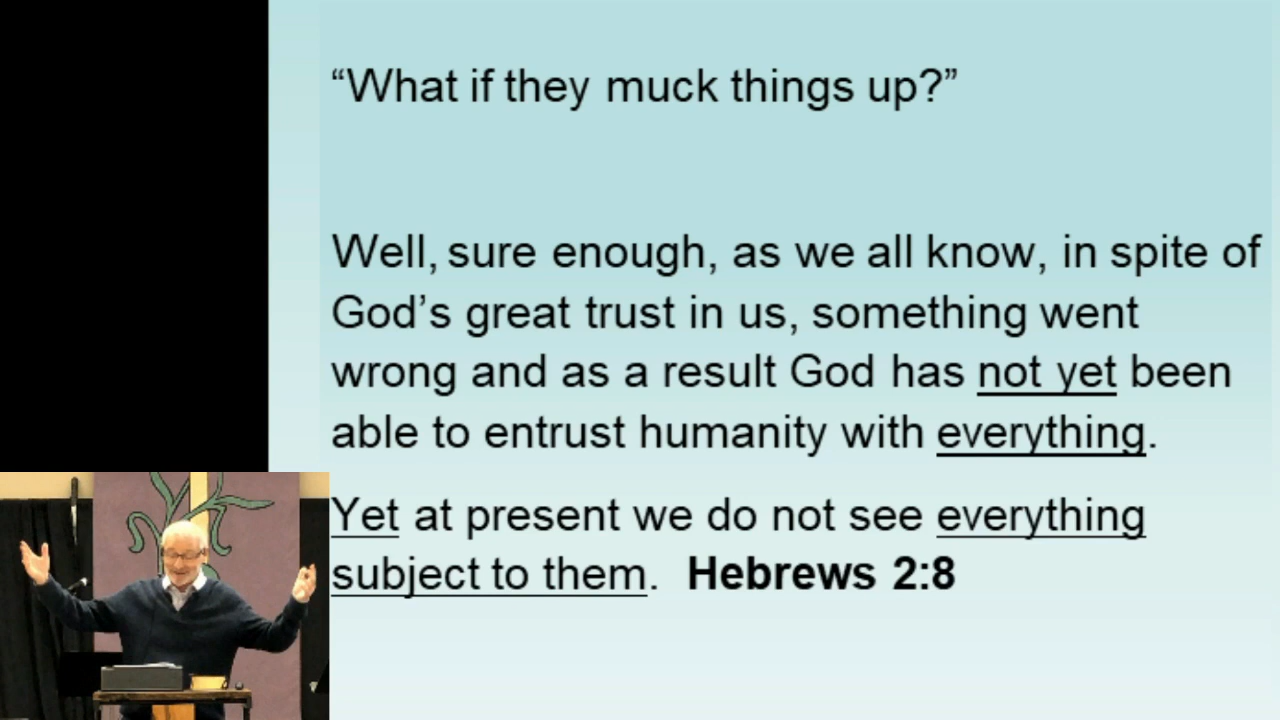 “What if they muck things up?”
Well, sure enough, as we all know, in spite of
God’s great trust in us, something went
wrong and as a result God has not yet been
able to entrust humanity with everything.
Yet at present we do not see everything
subject to them. Hebrews 2:8